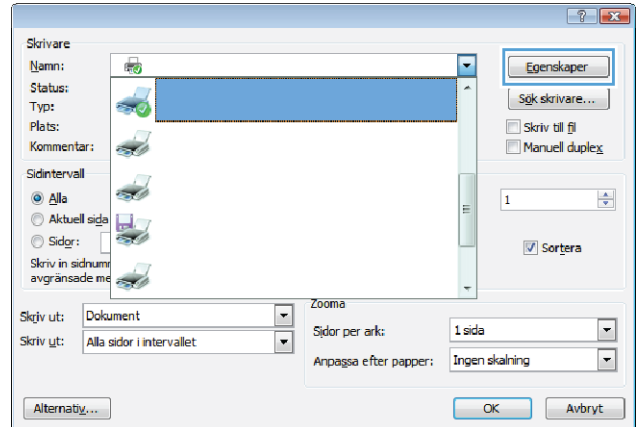 Skrivare
Namn:
Egenskaper
Status:
Sök skrivare...
Typ:
Plats:
Skriv till fil
Kommentar:
Manuell duplex
Sidintervall
Alla
1
Aktuell sida
Sidor:
Sortera
Skriv in sidnumr
avgränsade me
Zooma
Skriv ut:
Dokument
Sidor per ark:
1 sida
Skriv ut:
Alla sidor i intervallet
Anpassa efter papper:
Ingen skalning
Alternativ...
OK
Avbryt